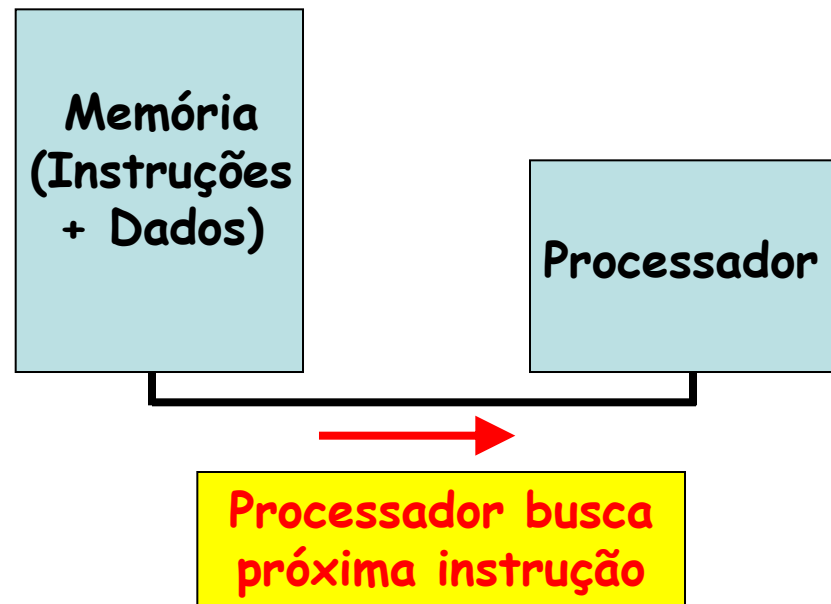 Memória
(Instruções
+ Dados)
Processador
Processador busca
próxima instrução